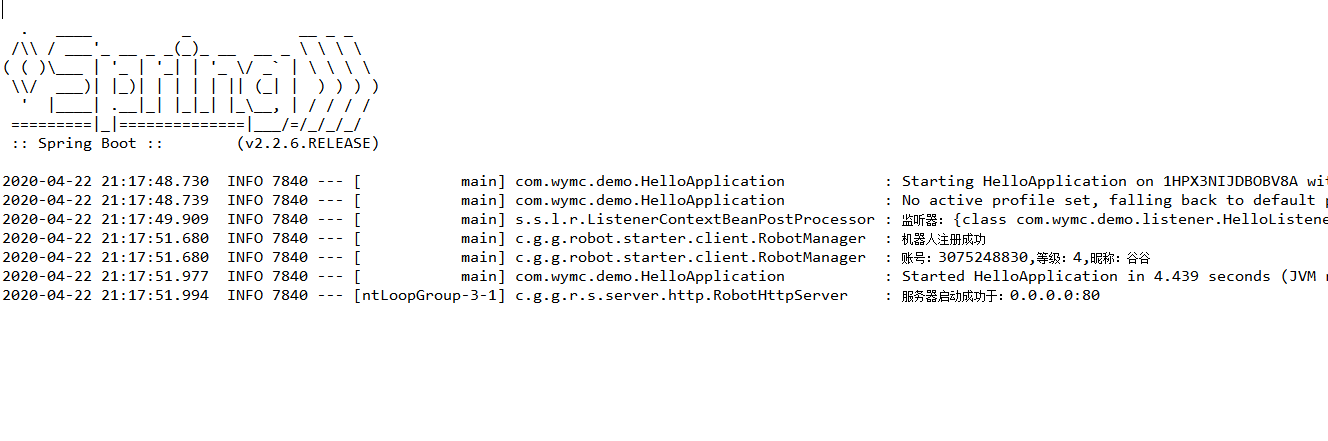 .   ____          _            __ _ _
 /\\ / ___'_ __ _ _(_)_ __  __ _ \ \ \ \
( ( )\___ | '_ | '_| | '_ \/ _` | \ \ \ \
 \\/  ___)| |_)| | | | | || (_| |  ) ) ) )
  '  |____| .__|_| |_|_| |_\__, | / / / /
 =========|_|==============|___/=/_/_/_/
 :: Spring Boot ::        (v2.2.6.RELEASE)
2020-04-22 21:17:48.730  INFO 7840 --- [           main] com.wymc.demo.HelloApplication           : Starting HelloApplication on 1HPX3NIJDBOBV8A wit
2020-04-22 21:17:48.739  INFO 7840 --- [           main] com.wymc.demo.HelloApplication           : No active profile set, falling back to default p
2020-04-22 21:17:49.909  INFO 7840 --- [           main] s.s.l.r.ListenerContextBeanPostProcessor : 监听器：{class com.wymc.demo.listener.HelloListene
2020-04-22 21:17:51.680  INFO 7840 --- [           main] c.g.g.robot.starter.client.RobotManager  : 机器人注册成功
2020-04-22 21:17:51.680  INFO 7840 --- [           main] c.g.g.robot.starter.client.RobotManager  : 账号：3075248830,等级：4,昵称：谷谷
2020-04-22 21:17:51.977  INFO 7840 --- [           main] com.wymc.demo.HelloApplication           : Started HelloApplication in 4.439 seconds (JVM r
2020-04-22 21:17:51.994  INFO 7840 --- [ntLoopGroup-3-1] c.g.g.r.s.server.http.RobotHttpServer    : 服务器启动成功于：0.0.0.0:80